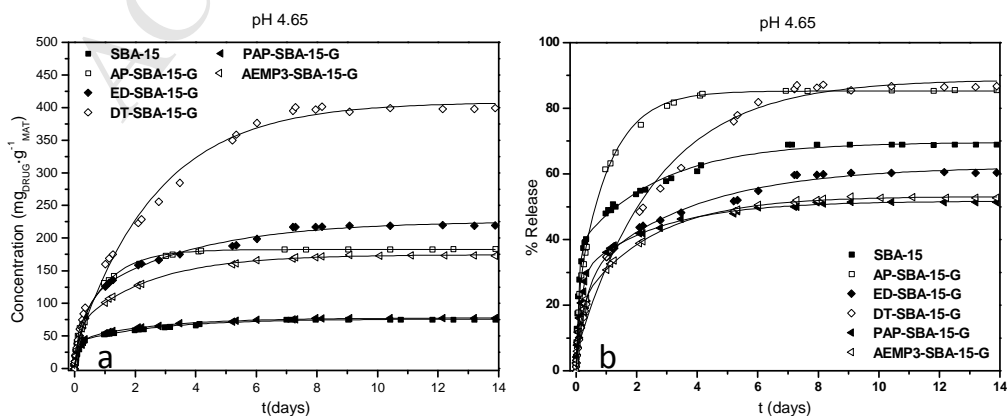 AC
pH 4.65
Concentration (mg_DRUG·g⁻¹_MAT)
500
450
400
350
300
250
200
150
100
50
0
SBA-15
AP-SBA-15-G
ED-SBA-15-G
DT-SBA-15-G
PAP-SBA-15-G
AEMP3-SBA-15-G
a
0 2 4 6 8 10 12 14
t(days)
pH 4.65
% Release
100
80
60
40
20
0
SBA-15
AP-SBA-15-G
ED-SBA-15-G
DT-SBA-15-G
PAP-SBA-15-G
AEMP3-SBA-15-G
b
0 2 4 6 8 10 12 14
t (days)